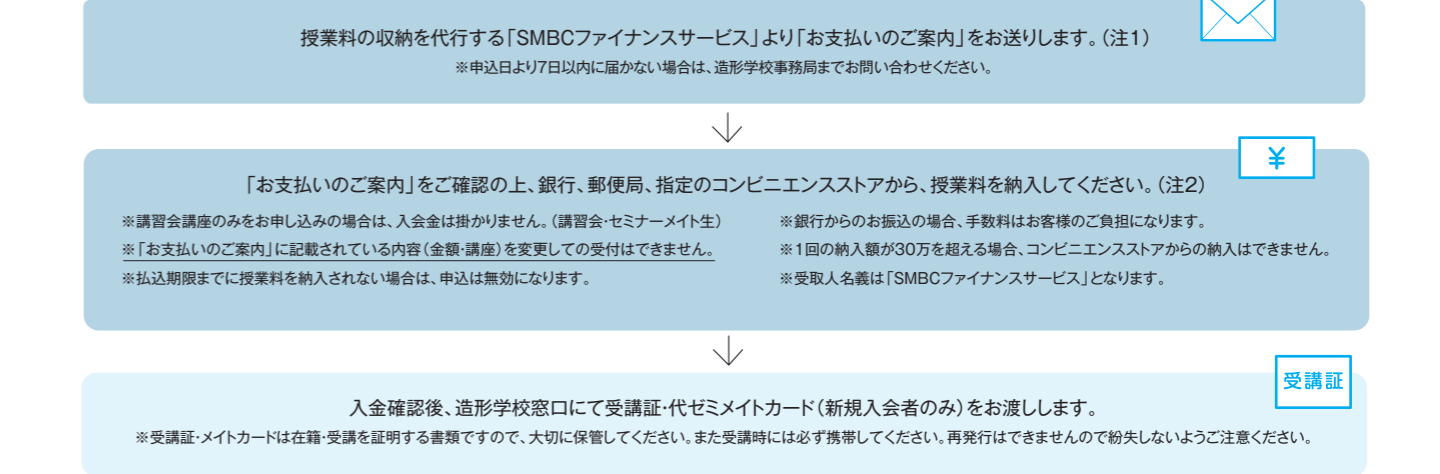 授業料の収納を代行する「SMBCファイナンスサービス」より「お支払いのご案内」をお送りします。(注1)
※申込日より7日以内に届かない場合は、造形学校事務局までお問い合わせください。
¥
「お支払いのご案内」をご確認の上、銀行、郵便局、指定のコンビニエンスストアから、授業料を納入してください。(注2)
※講習会講座のみをお申し込みの場合は、入会金は掛かりません。(講習会・セミナーメイト生)
※「お支払いのご案内」に記載されている内容(金額・講座)を変更しての受付はできません。
※払込期限までに授業料を納入されない場合は、申込は無効になります。
※銀行からのお振込の場合、手数料はお客様のご負担になります。
※1回の納入額が30万を超える場合、コンビニエンスストアからの納入はできません。
※受取人名義は「SMBCファイナンスサービス」となります。
受講証
入金確認後、造形学校窓口にて受講証・代ゼミメイトカード(新規入会者のみ)をお渡しします。
※受講証・メイトカードは在籍・受講を証明する書類ですので、大切に保管してください。また受講時には必ず携帯してください。再発行はできませんので紛失しないようご注意ください。